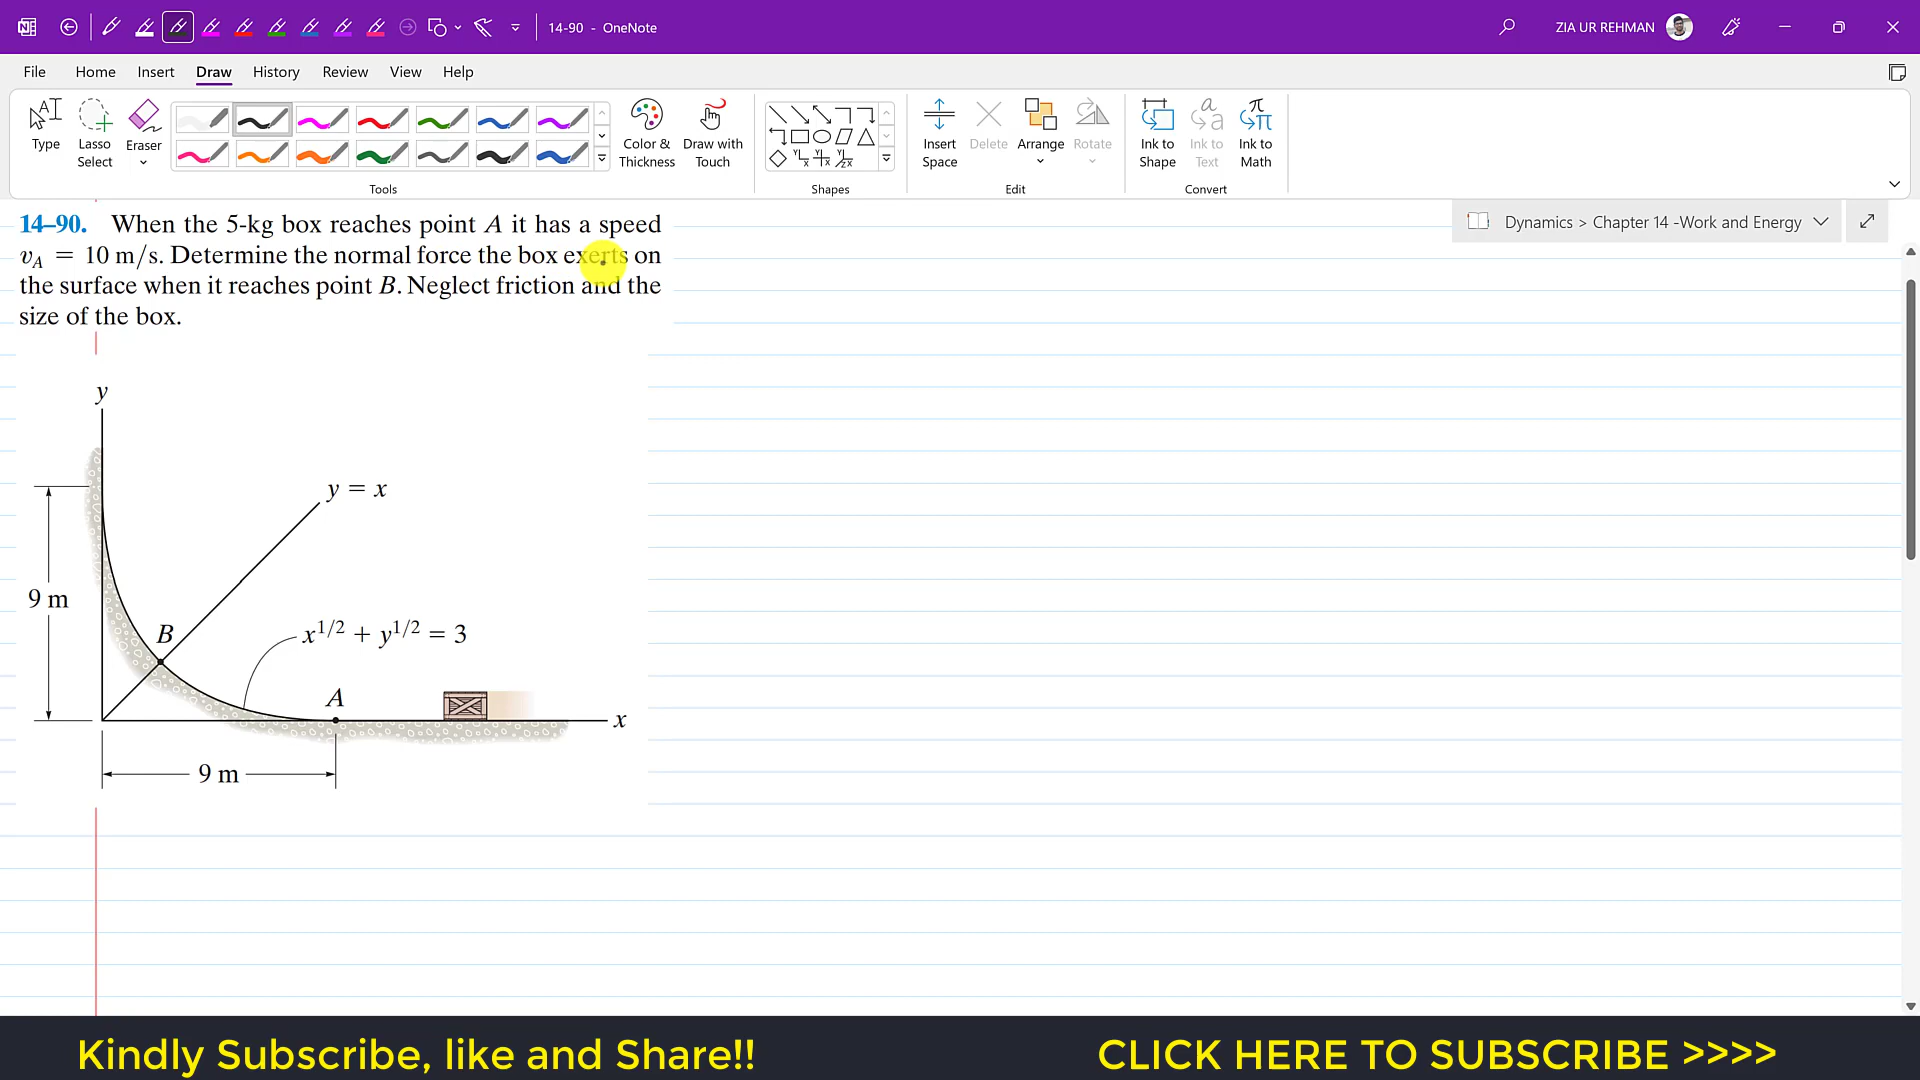 14-90 - OneNote
ZIA UR REHMAN
File Home Insert Draw History Review View Help
Type
Lasso Select
Eraser
Color & Thickness
Draw with Touch
Insert Space
Delete
Arrange
Rotate
Ink to Shape
Ink to Text
Ink to Math
Tools
Shapes
Edit
Convert
Dynamics > Chapter 14 -Work and Energy
14–90. When the 5-kg box reaches point A it has a speed
v_A = 10 m/s. Determine the normal force the box exerts on
the surface when it reaches point B. Neglect friction and the
size of the box.
y
y = x
9 m
B
x^{1/2} + y^{1/2} = 3
A
x
9 m
Kindly Subscribe, like and Share!!
CLICK HERE TO SUBSCRIBE >>>>